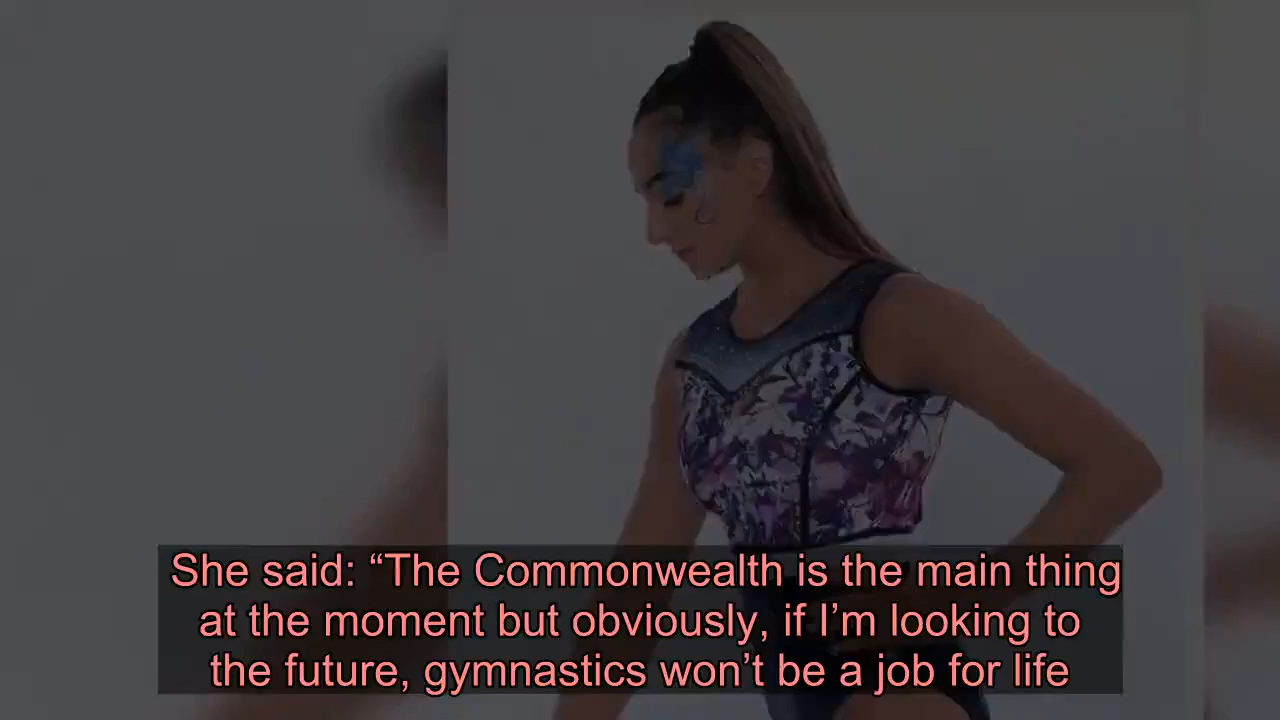 She said: “The Commonwealth is the main thing
at the moment but obviously, if I’m looking to
the future, gymnastics won’t be a job for life